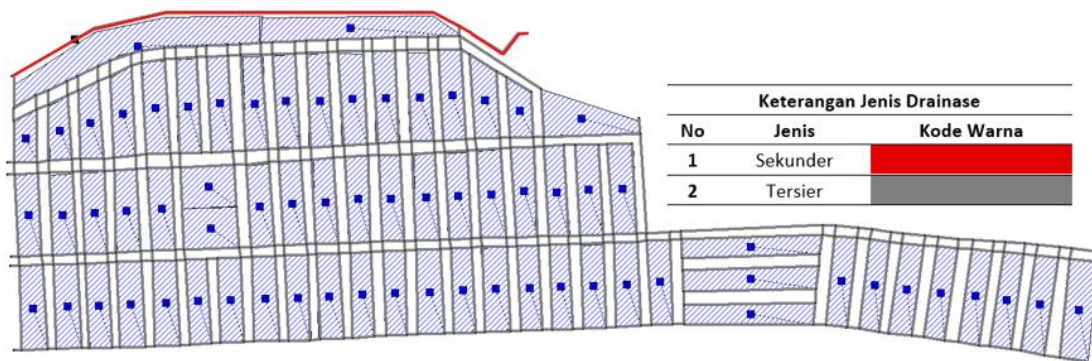 Keterangan Jenis Drainase
No Jenis Kode Warna
1 Sekunder
2 Tersier